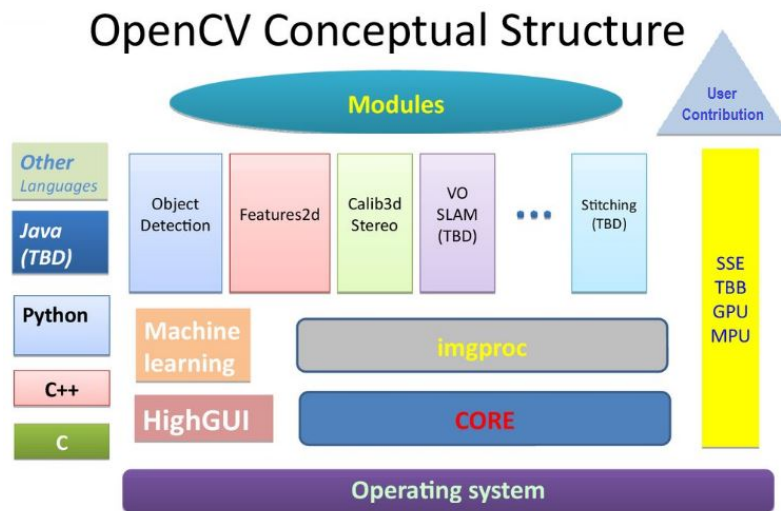 OpenCV Conceptual Structure
Modules
User
Contribution
Other
Languages
Java
(TBD)
Python
C++
C
Object
Detection
Features2d
Calib3d
Stereo
VO
SLAM
(TBD)
Stitching
(TBD)
SSE
TBB
GPU
MPU
Machine
learning
imgproc
HighGUI
CORE
Operating system